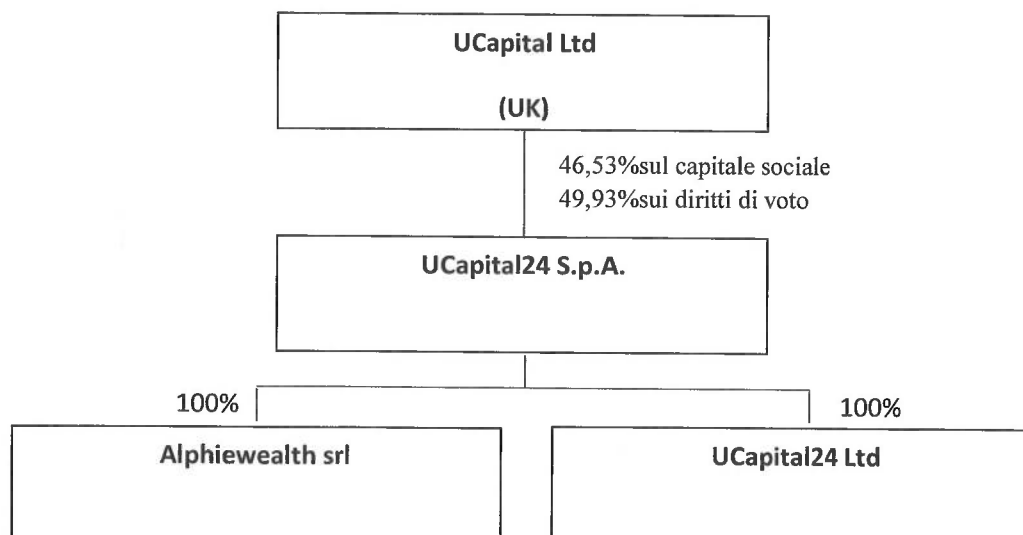 UCapital Ltd
(UK)
46,53%sul capitale sociale
49,93%sui diritti di voto
UCapital24 S.p.A.
100%
100%
Alphiewealth srl
UCapital24 Ltd